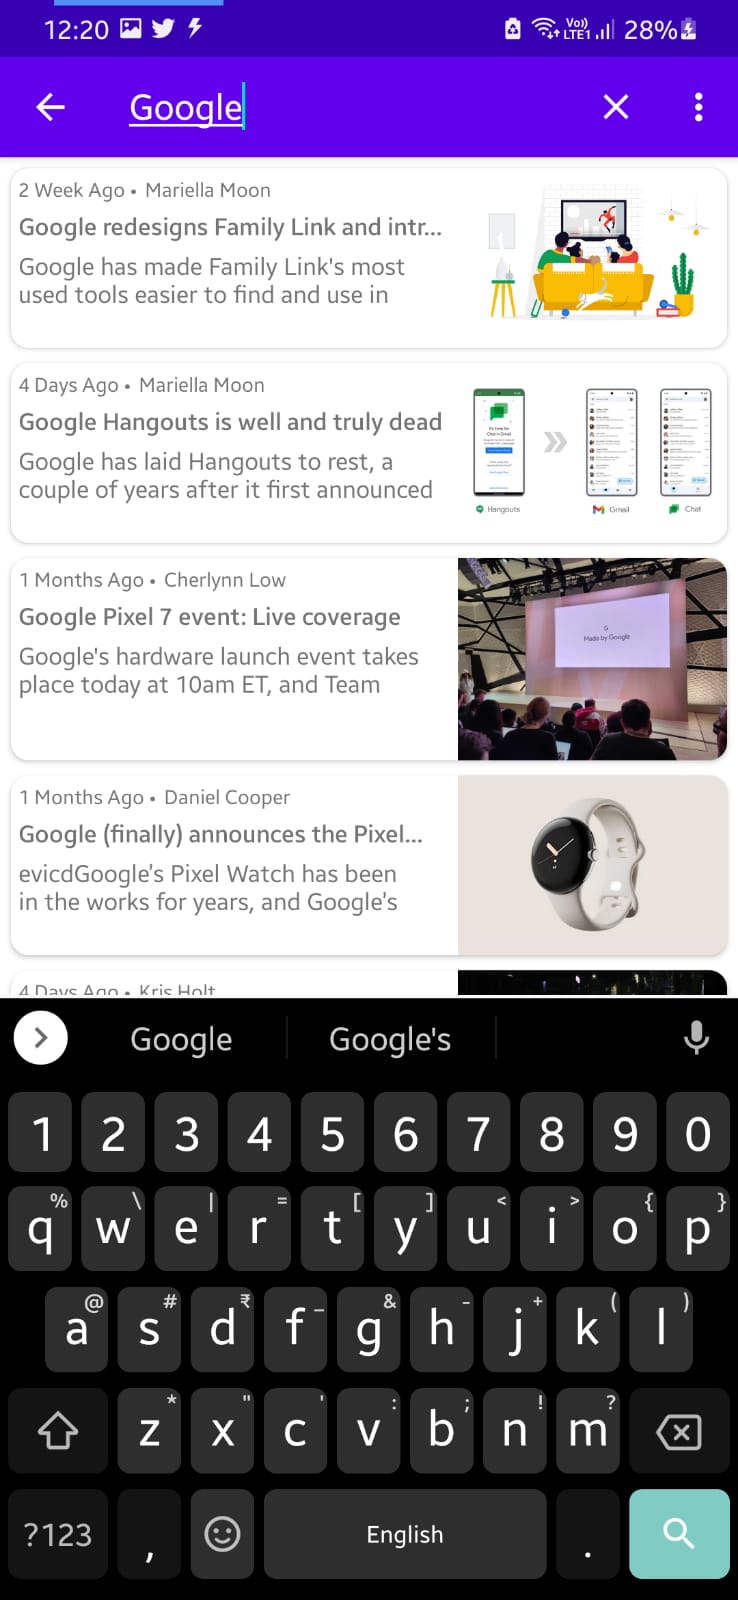 12:20 Vo)) LTE1 28%
Google
2 Week Ago • Mariella Moon
Google redesigns Family Link and intr...
Google has made Family Link's most
used tools easier to find and use in
4 Days Ago • Mariella Moon
Google Hangouts is well and truly dead
Google has laid Hangouts to rest, a
couple of years after it first announced
Hangouts Gmail Chat
1 Months Ago • Cherlynn Low
Google Pixel 7 event: Live coverage
Google's hardware launch event takes
place today at 10am ET, and Team
G
Made by Google
1 Months Ago • Daniel Cooper
Google (finally) announces the Pixel...
evicdGoogle's Pixel Watch has been
in the works for years, and Google's
4 Days Ago • Kris Holt
Google Google's
1 2 3 4 5 6 7 8 9 0
% \ | = [ ] < > { }
q w e r t y u i o p
@ # ₹ _ & - + ( )
a s d f g h j k l
* " ' : ; ! ?
z x c v b n m
?123 , English .